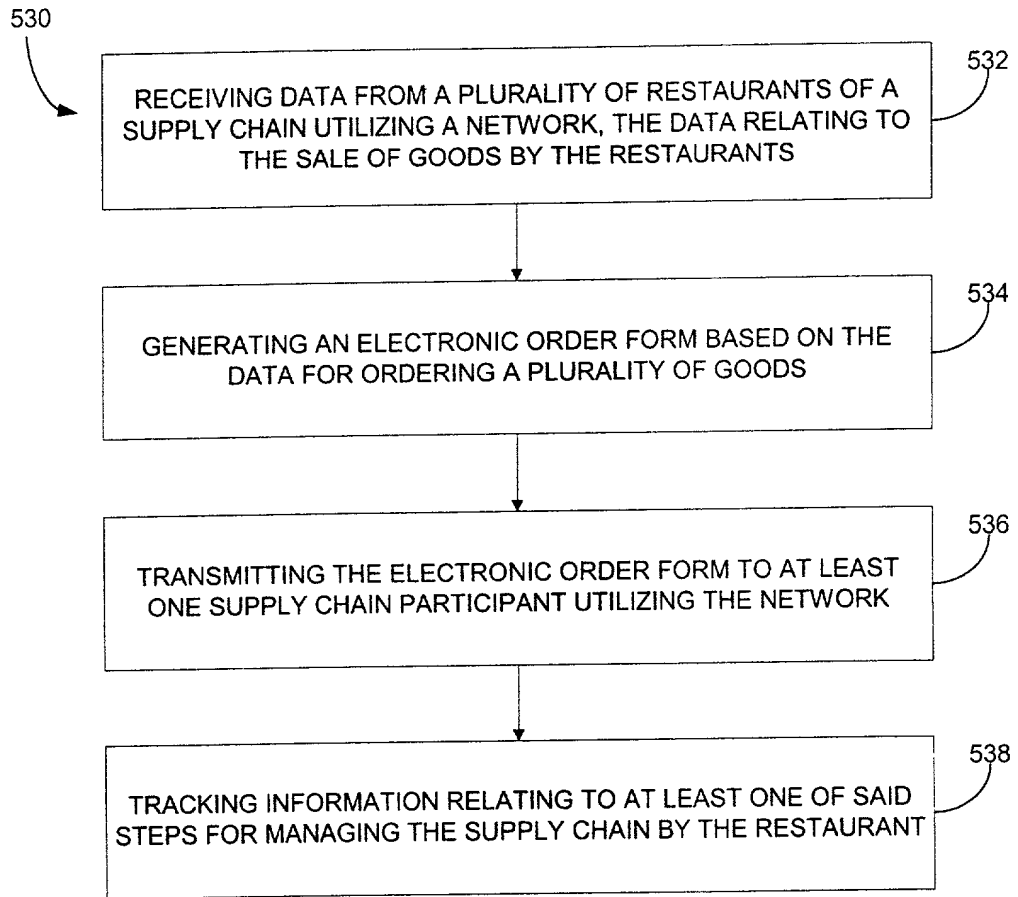 530
532
RECEIVING DATA FROM A PLURALITY OF RESTAURANTS OF A
SUPPLY CHAIN UTILIZING A NETWORK, THE DATA RELATING TO
THE SALE OF GOODS BY THE RESTAURANTS
534
GENERATING AN ELECTRONIC ORDER FORM BASED ON THE
DATA FOR ORDERING A PLURALITY OF GOODS
536
TRANSMITTING THE ELECTRONIC ORDER FORM TO AT LEAST
ONE SUPPLY CHAIN PARTICIPANT UTILIZING THE NETWORK
538
TRACKING INFORMATION RELATING TO AT LEAST ONE OF SAID
STEPS FOR MANAGING THE SUPPLY CHAIN BY THE RESTAURANT